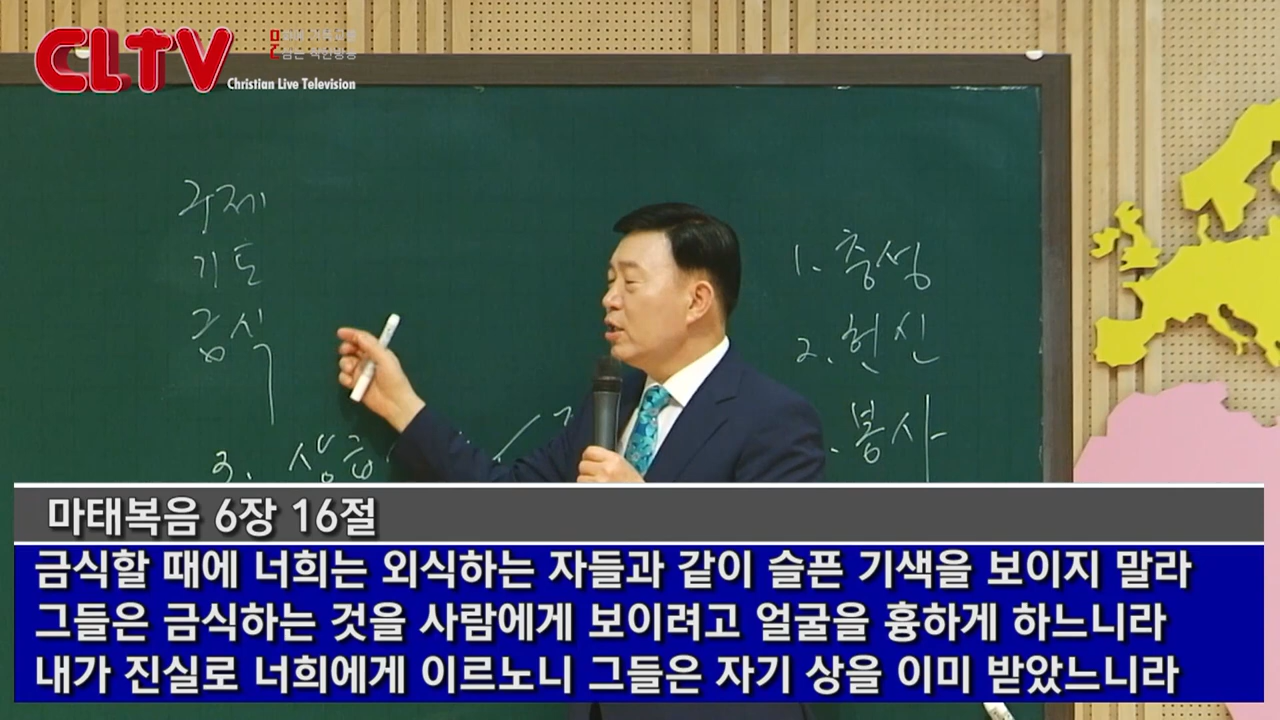 CLTV
Christian Live Television
구제
기도
금식
3. 상급
1. 충성
2. 헌신
봉사
마태복음 6장 16절
금식할 때에 너희는 외식하는 자들과 같이 슬픈 기색을 보이지 말라
그들은 금식하는 것을 사람에게 보이려고 얼굴을 흉하게 하느니라
내가 진실로 너희에게 이르노니 그들은 자기 상을 이미 받았느니라